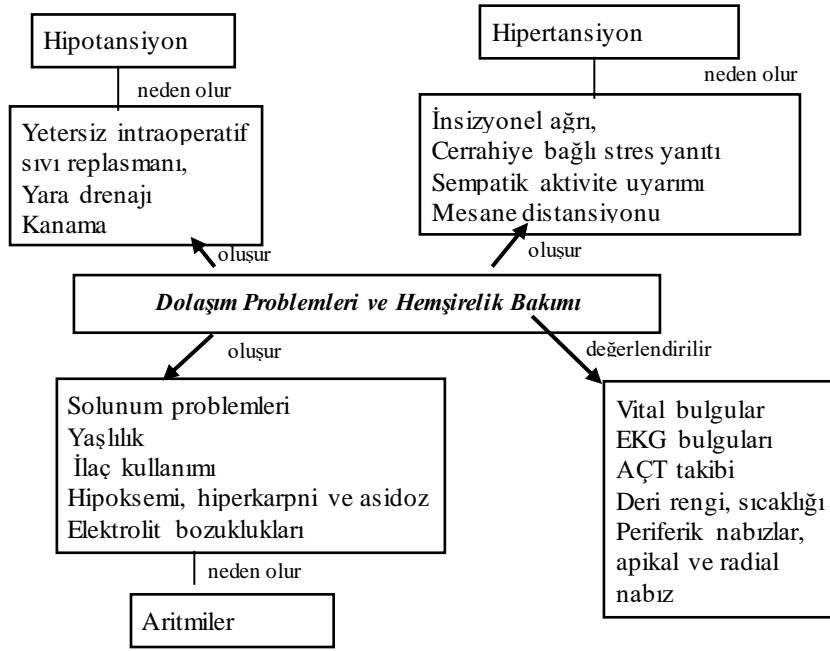 Hipotansiyon
neden olur
Yetersiz intraoperatif
sıvı replasmanı,
Yara drenajı
Kanama
oluşur
Hipertansiyon
neden olur
İnsizyonel ağrı,
Cerrahiye bağlı stres yanıtı
Sempatik aktivite uyarımı
Mesane distansiyonu
oluşur
Dolaşım Problemleri ve Hemşirelik Bakımı
oluşur
Solunum problemleri
Yaşlılık
İlaç kullanımı
Hipoksemi, hiperkarpni ve asidoz
Elektrolit bozuklukları
neden olur
Aritmiler
değerlendirilir
Vital bulgular
EKG bulguları
AÇT takibi
Deri rengi, sıcaklığı
Periferik nabızlar,
apikal ve radial
nabız